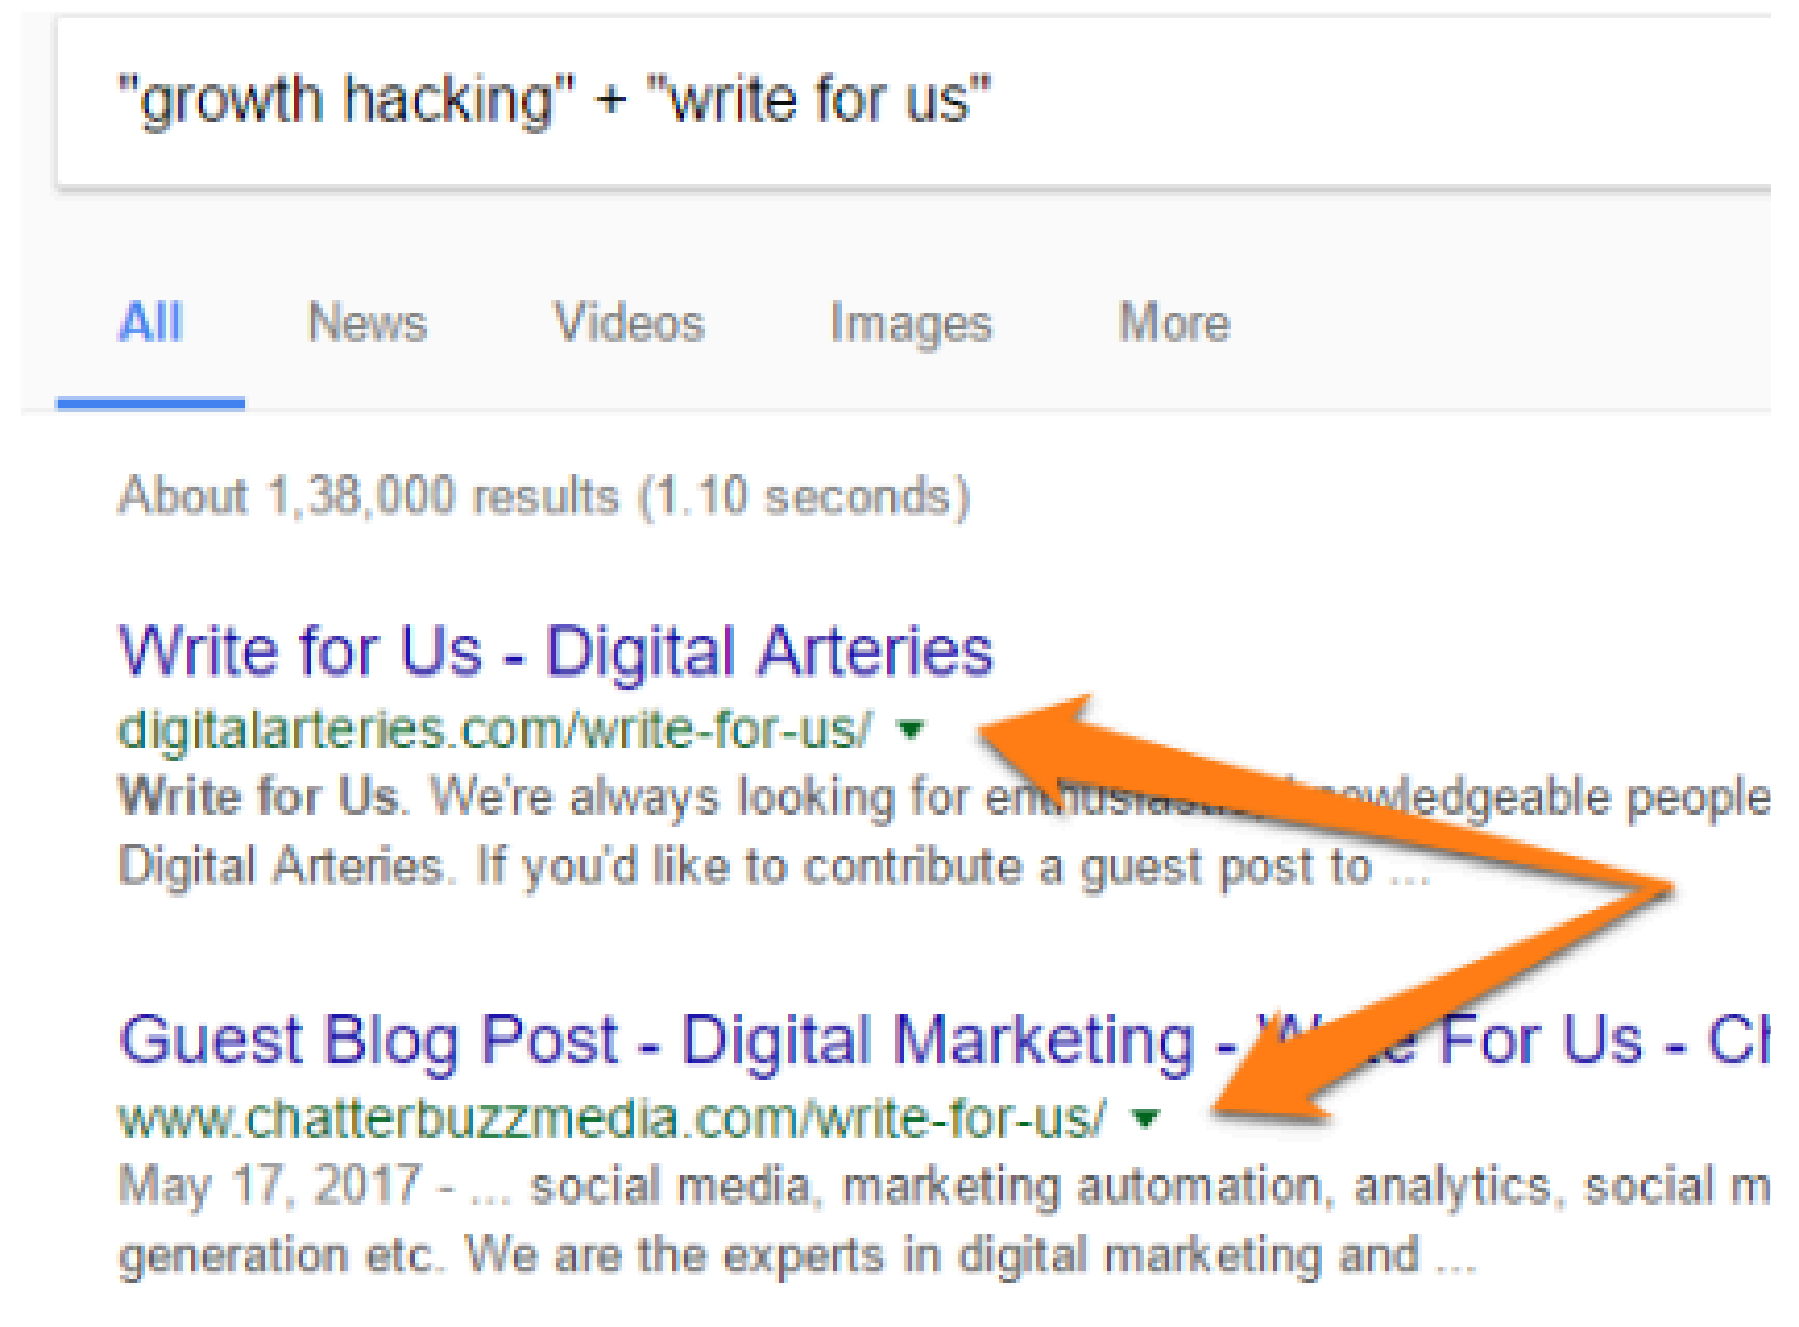 "growth hacking" + "write for us"
All News Videos Images More
About 1,38,000 results (1.10 seconds)
Write for Us - Digital Arteries
digitalarteries.com/write-for-us/
Write for Us. We're always looking for people
Digital Arteries. If you'd like to contribute a guest post to ...
Guest Blog Post - Digital Marketing - For Us -
www.chatterbuzzmedia.com/write-for-us/
May 17, 2017 - ... social media, marketing automation, analytics, social
generation etc. We are the experts in digital marketing and ...